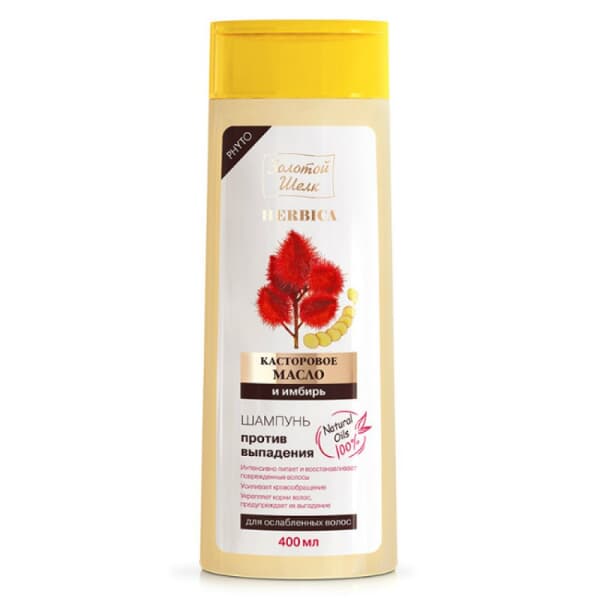 PHYTO
Золотой
Шелк
HERBICA
КАСТОРОВОЕ
МАСЛО
и имбирь
ШАМПУНЬ
против
выпадения
Natural
Oils
100%
Интенсивно питает и восстанавливает
поврежденные волосы
Усиливает кровообращение
Укрепляет корни волос,
предупреждает их выпадение
для ослабленных волос
400 мл